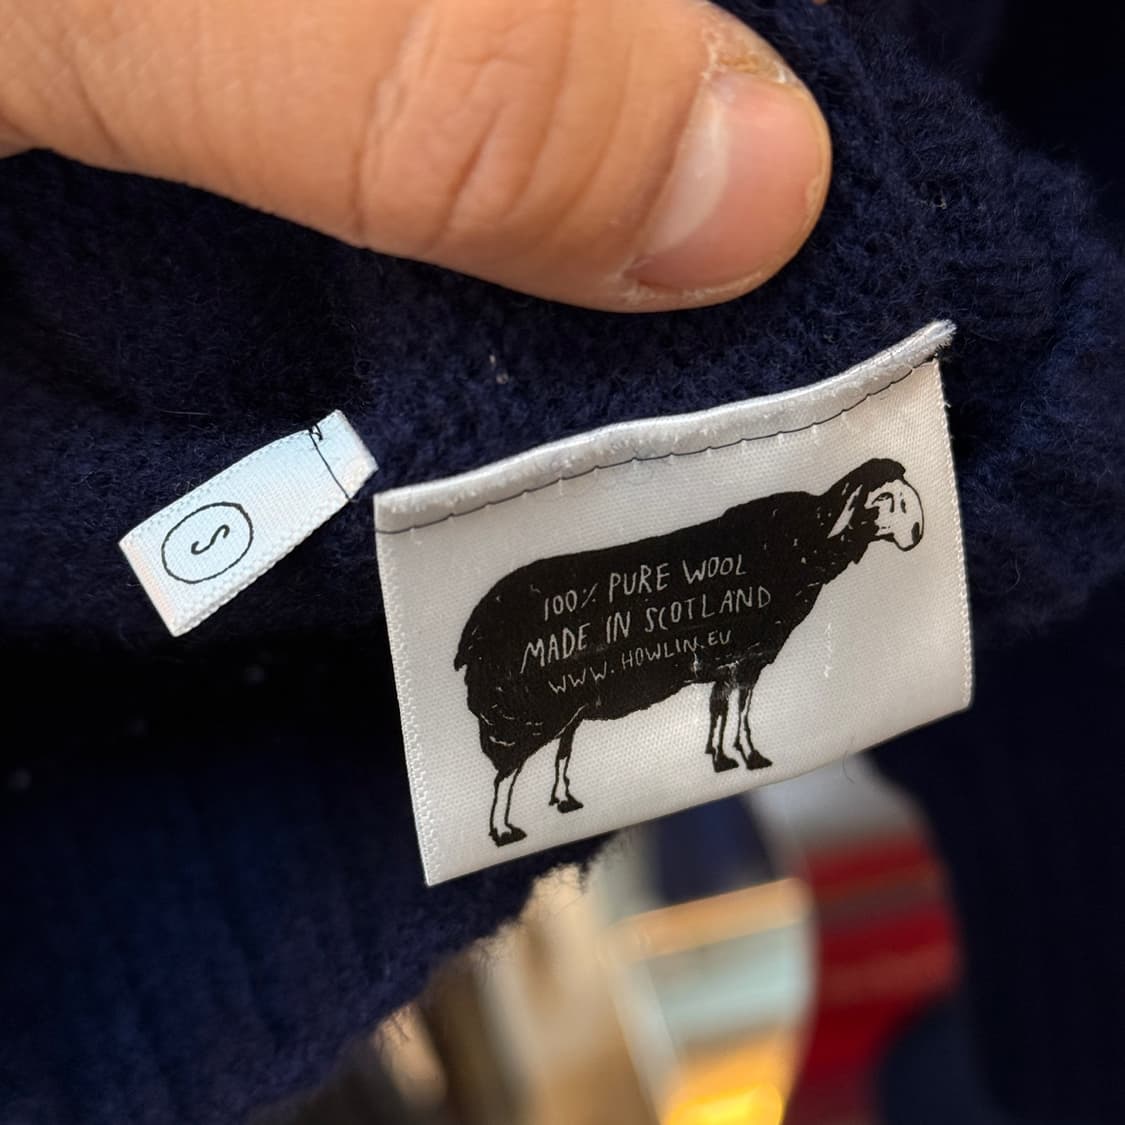 S
100% PURE WOOL
MADE IN SCOTLAND
WWW.HOWLIN.EU